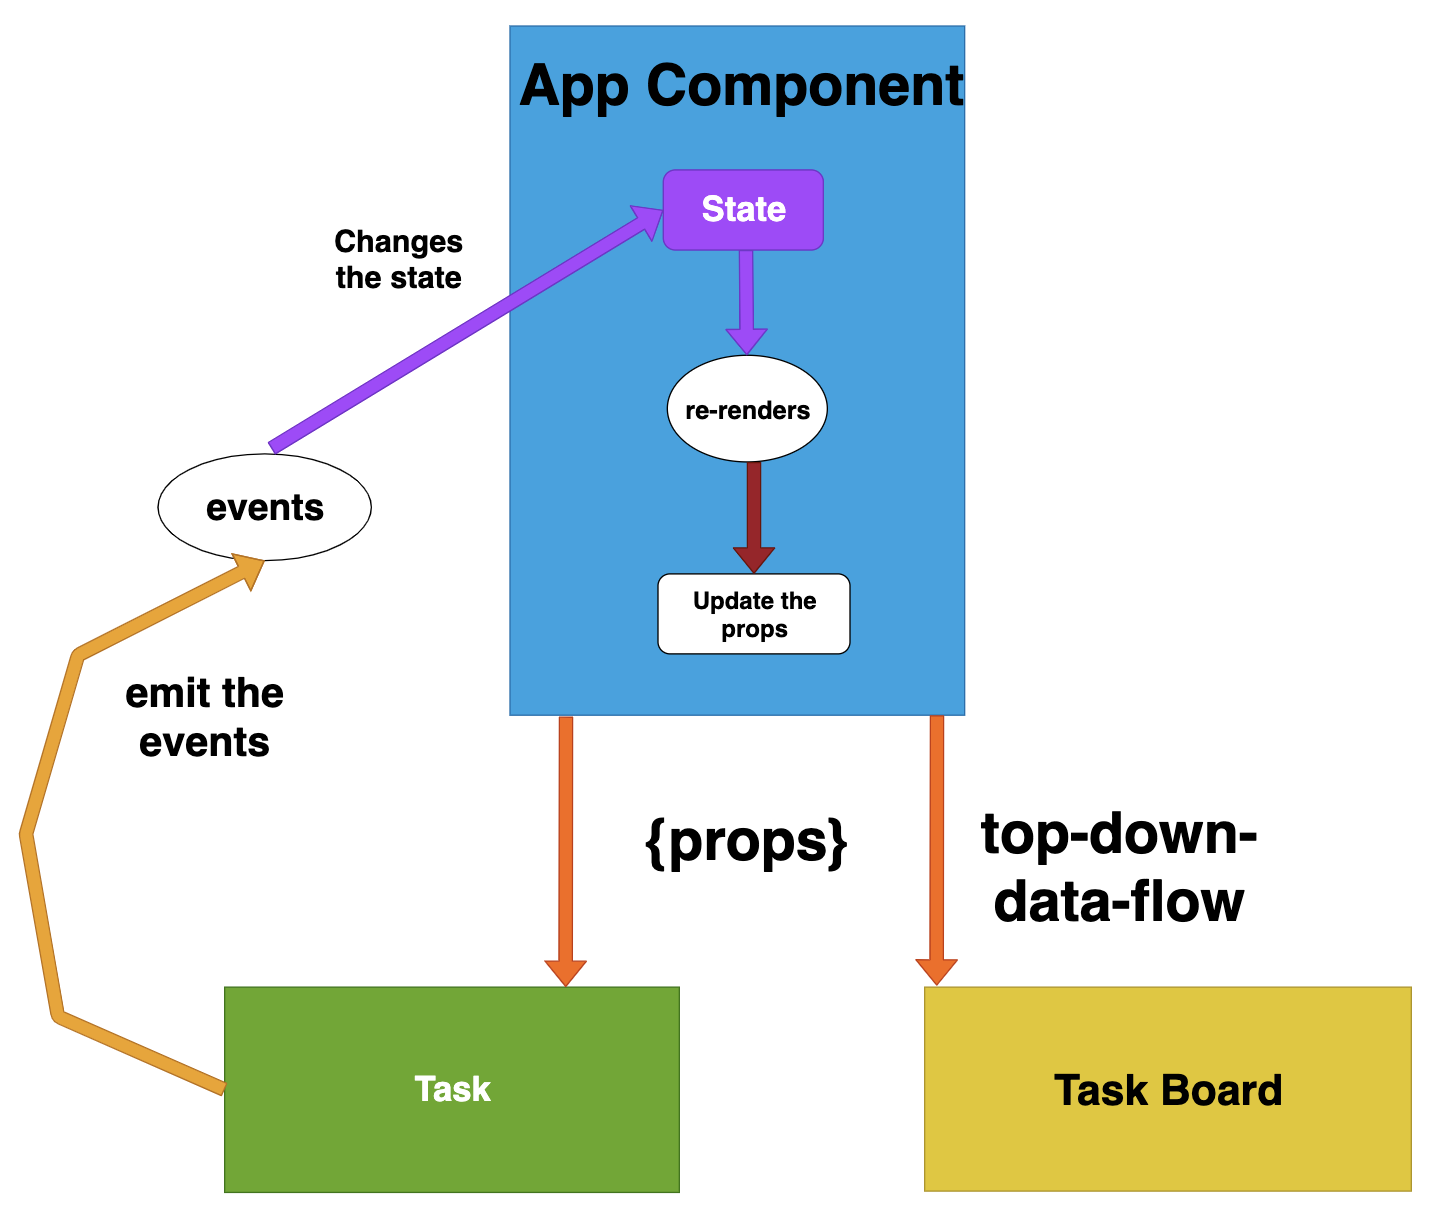 App Component
State
Changes
the state
re-renders
events
Update the
props
emit the
events
{props}
top-down-
data-flow
Task
Task Board